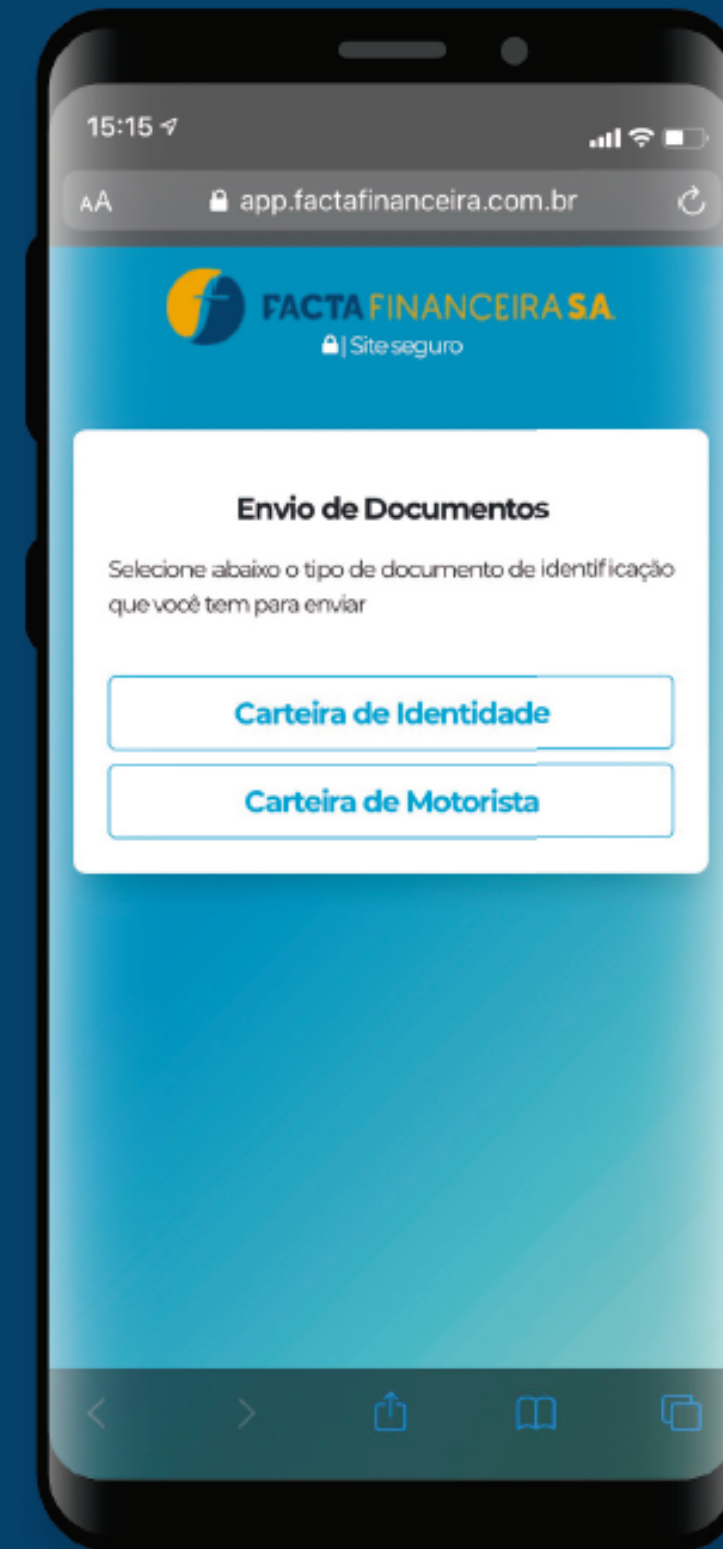 15:15
AA app.factafinanceira.com.br
FACTA FINANCEIRA S.A.
| Site seguro
Envio de Documentos
Selecione abaixo o tipo de documento de identificação
que você tem para enviar
Carteira de Identidade
Carteira de Motorista